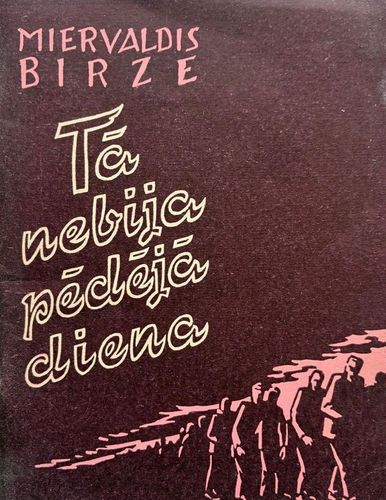 MIERVALDIS
BIRZE
Tā
nebija
pēdējā
diena